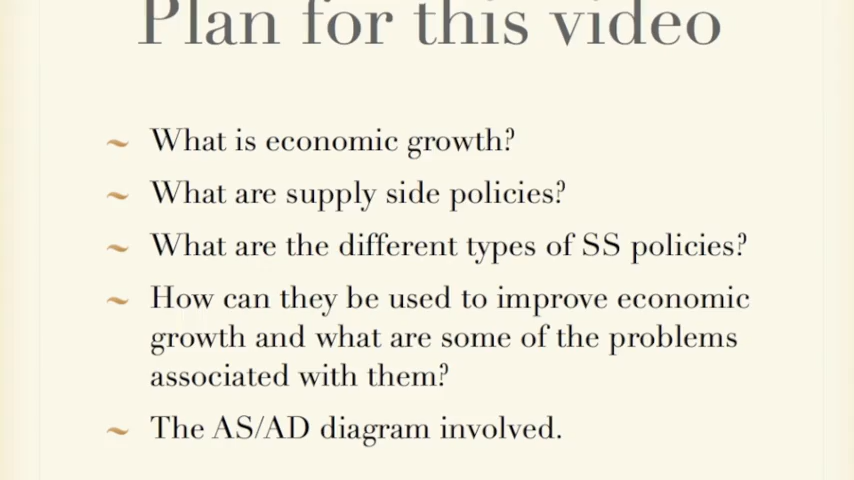 Plan for this video
What is economic growth?
What are supply side policies?
What are the different types of SS policies?
How can they be used to improve economic
growth and what are some of the problems
associated with them?
The AS/AD diagram involved.